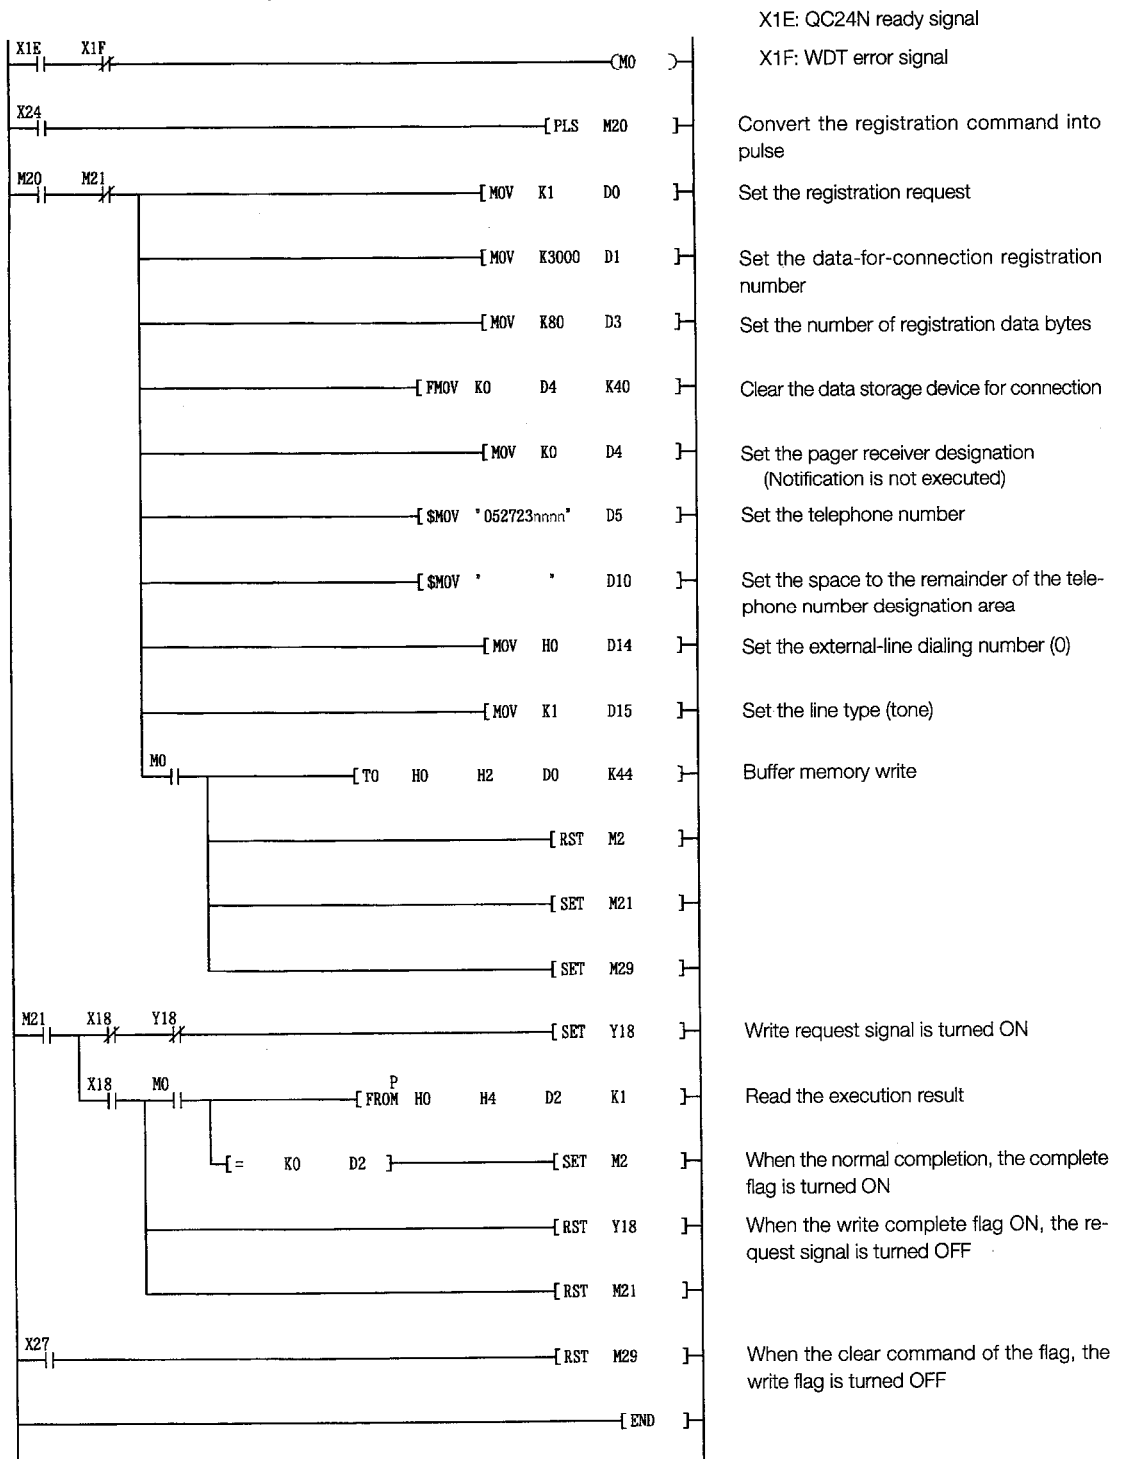 X1E: QC24N ready signal
X1E X1F (M0 ) X1F: WDT error signal
X24 [PLS M20 ] Convert the registration command into
pulse
M20 M21 [MOV K1 D0 ] Set the registration request
[MOV K3000 D1 ] Set the data-for-connection registration
number
[MOV K80 D3 ] Set the number of registration data bytes
[FMOV K0 D4 K40 ] Clear the data storage device for connection
[MOV K0 D4 ] Set the pager receiver designation
(Notification is not executed)
[$MOV "052723nnnn" D5 ] Set the telephone number
[$MOV " " D10 ] Set the space to the remainder of the tele-
phone number designation area
[MOV H0 D14 ] Set the external-line dialing number (0)
[MOV K1 D15 ] Set the line type (tone)
M0 [TO H0 H2 D0 K44 ] Buffer memory write
[RST M2 ]
[SET M21 ]
[SET M29 ]
M21 X18 Y18 [SET Y18 ] Write request signal is turned ON
P
X18 M0 [FROM H0 H4 D2 K1 ] Read the execution result
[= K0 D2 ] [SET M2 ] When the normal completion, the complete
flag is turned ON
[RST Y18 ] When the write complete flag ON, the re-
quest signal is turned OFF
[RST M21 ]
X27 [RST M29 ] When the clear command of the flag, the
write flag is turned OFF
[END ]